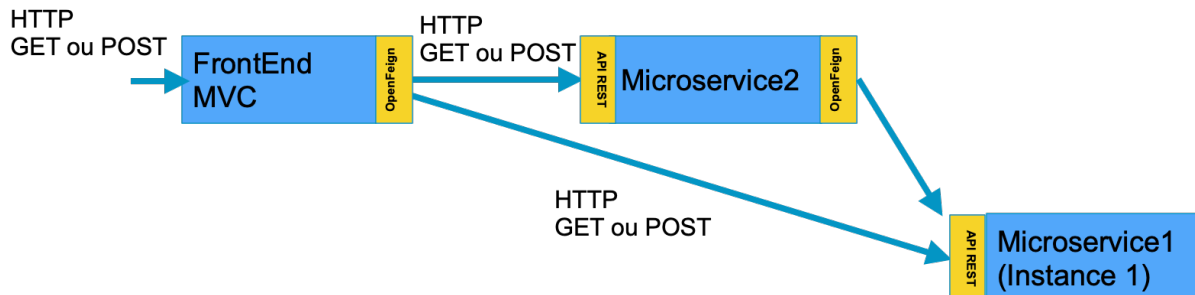 HTTP
GET ou POST
FrontEnd
MVC
OpenFeign
HTTP
GET ou POST
API REST
Microservice2
OpenFeign
HTTP
GET ou POST
API REST
Microservice1
(Instance 1)